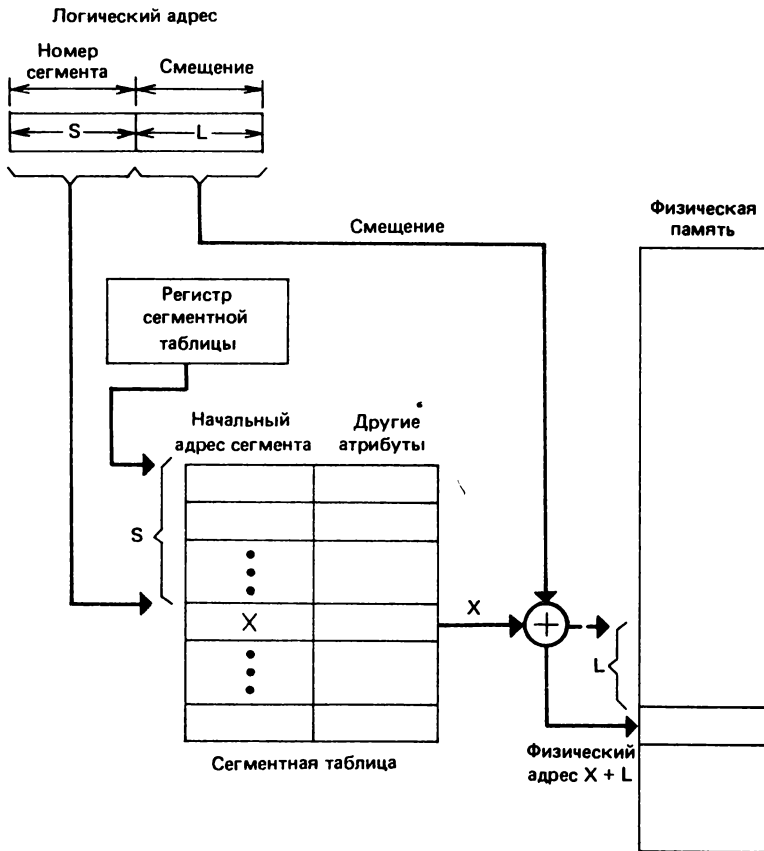 Логический адрес
Номер
сегмента
Смещение
S
L
Смещение
Физическая
память
Регистр
сегментной
таблицы
Начальный
адрес сегмента
Другие
атрибуты
S
X
X
+
L
Физический
адрес X + L
Сегментная таблица